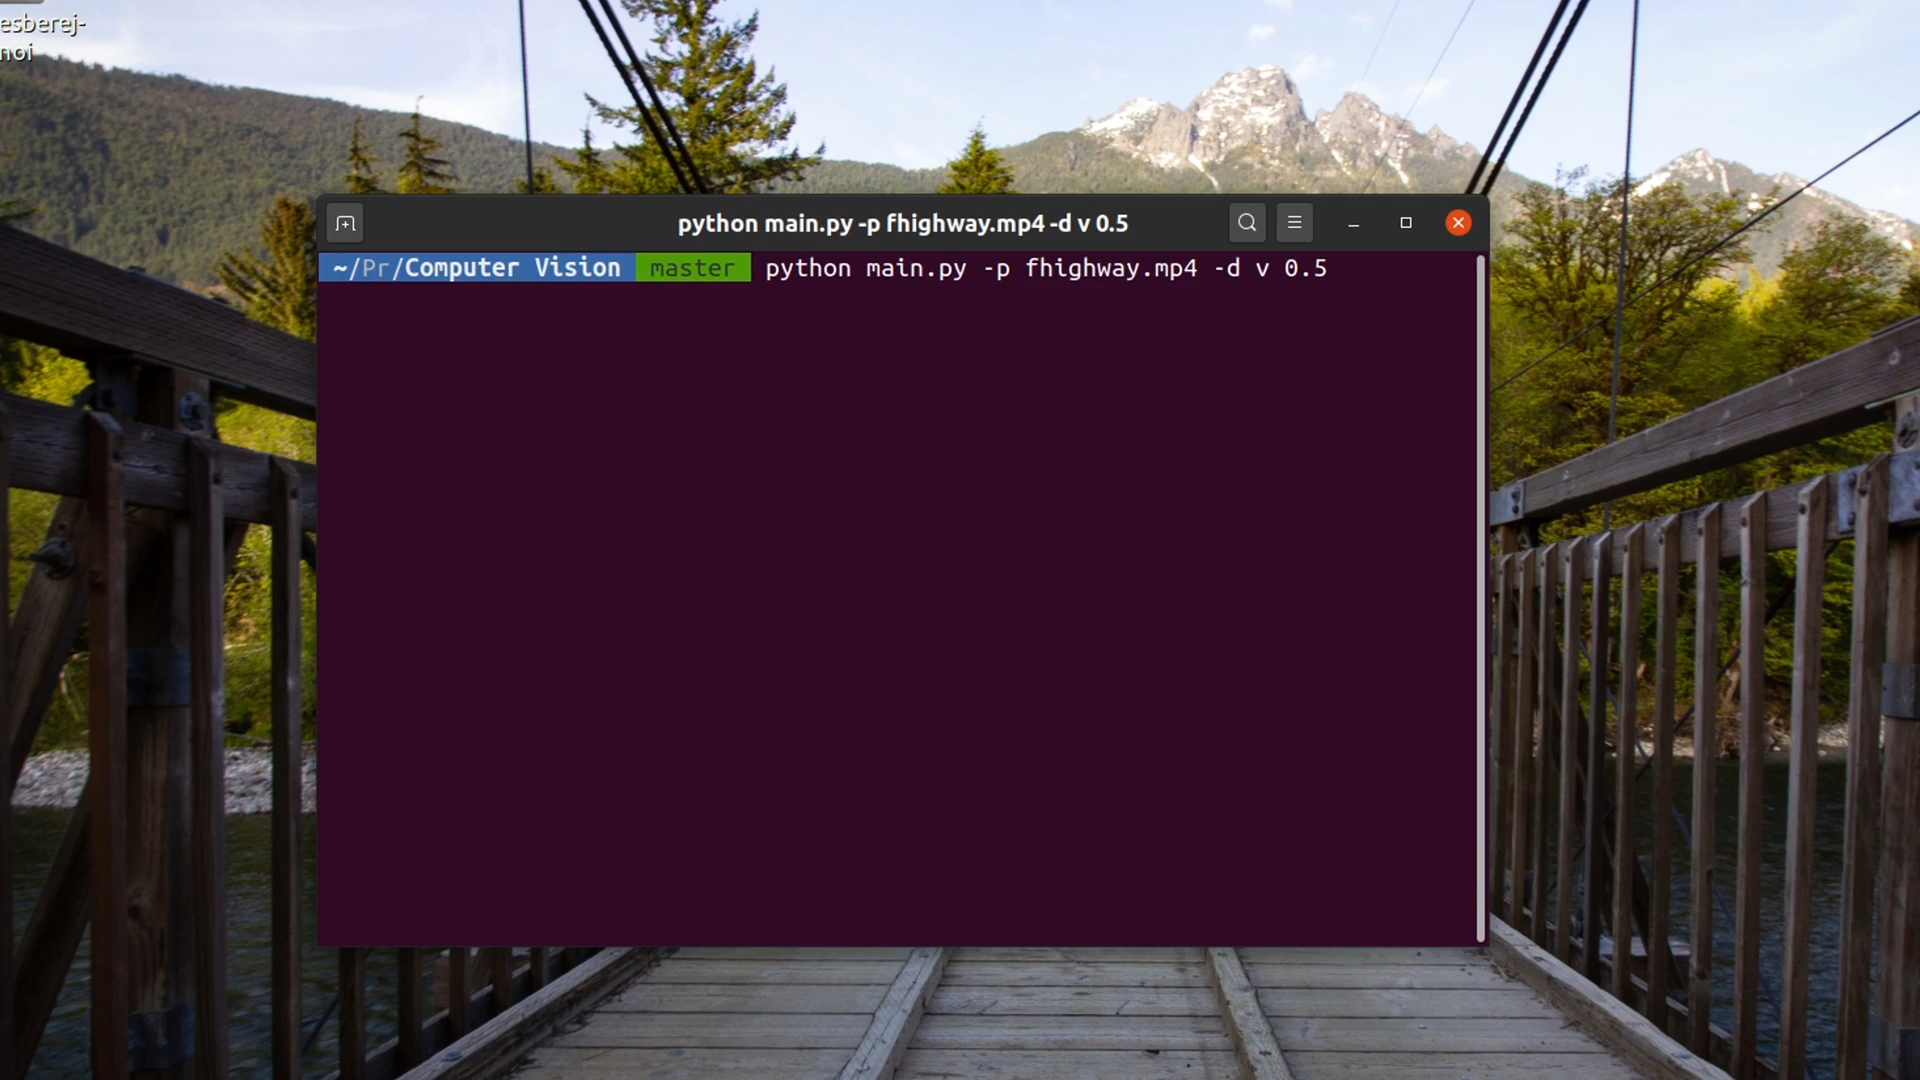 esberej-
noi
python main.py -p fhighway.mp4 -d v 0.5
~/Pr/Computer Vision master python main.py -p fhighway.mp4 -d v 0.5